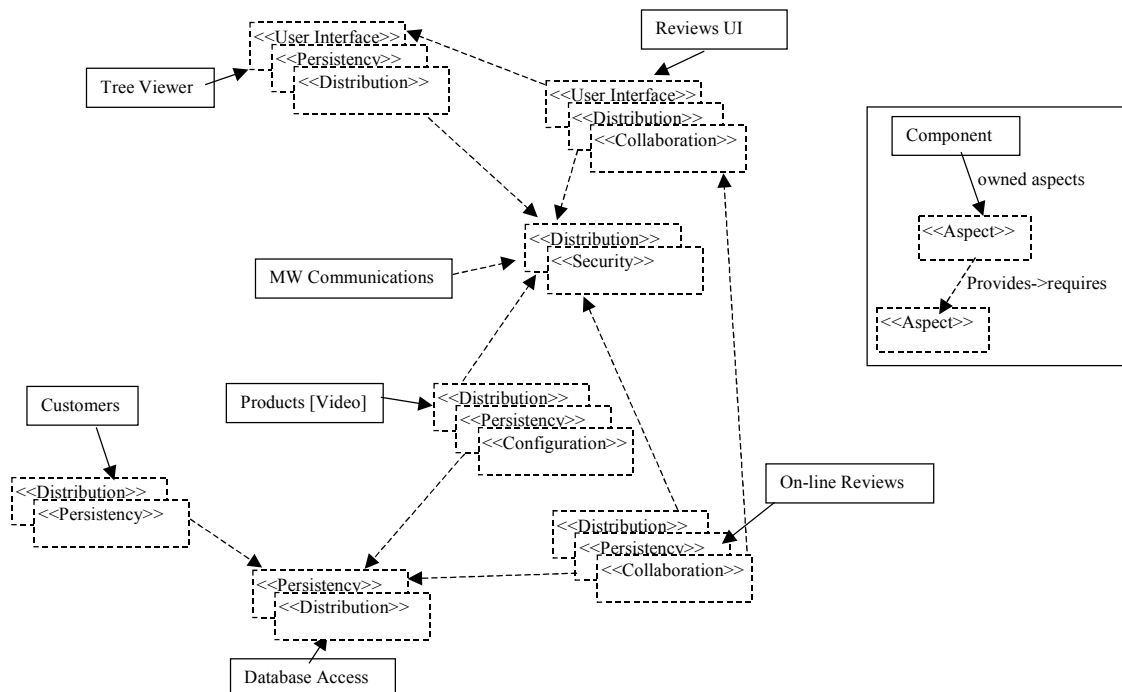 Reviews UI
<<User Interface>>
<<Persistency>>
<<Distribution>>
Tree Viewer
<<User Interface>>
<<Distribution>>
<<Collaboration>>
Component
owned aspects
<<Aspect>>
Provides->requires
<<Aspect>>
<<Distribution>>
<<Security>>
MW Communications
Products [Video]
<<Distribution>>
<<Persistency>>
<<Configuration>>
Customers
<<Distribution>>
<<Persistency>>
On-line Reviews
<<Distribution>>
<<Persistency>>
<<Collaboration>>
<<Persistency>>
<<Distribution>>
Database Access